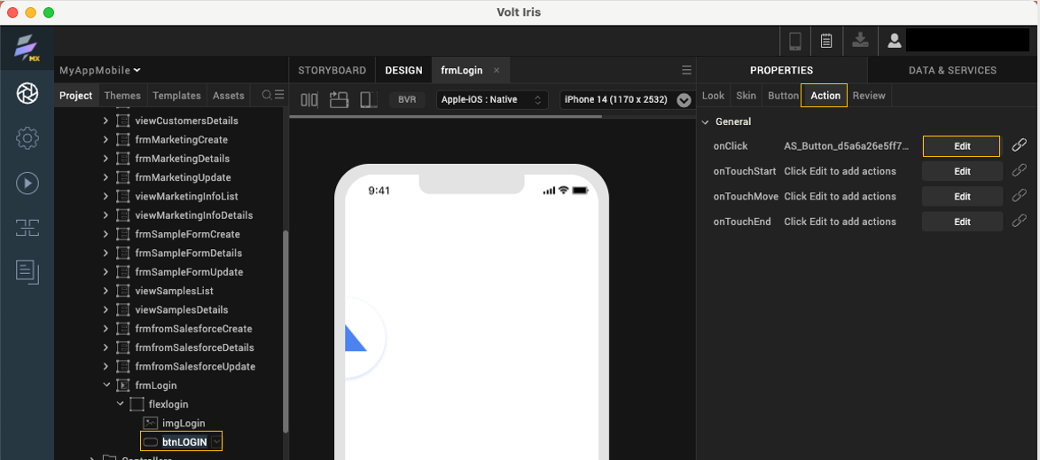 Volt Iris
MX
MyAppMobile
Project Themes Templates Assets
viewCustomersDetails
frmMarketingCreate
frmMarketingDetails
frmMarketingUpdate
viewMarketingInfoList
viewMarketingInfoDetails
frmSampleFormCreate
frmSampleFormDetails
frmSampleFormUpdate
viewSamplesList
viewSamplesDetails
frmfromSalesforceCreate
frmfromSalesforceDetails
frmfromSalesforceUpdate
frmLogin
flexlogin
imgLogin
btnLOGIN
Controllers
STORYBOARD DESIGN frmLogin ×
BVR Apple-iOS : Native iPhone 14 (1170 x 2532)
9:41
PROPERTIES DATA & SERVICES
Look Skin Button Action Review
General
onClick AS_Button_d5a6a26e5ff7... Edit
onTouchStart Click Edit to add actions Edit
onTouchMove Click Edit to add actions Edit
onTouchEnd Click Edit to add actions Edit